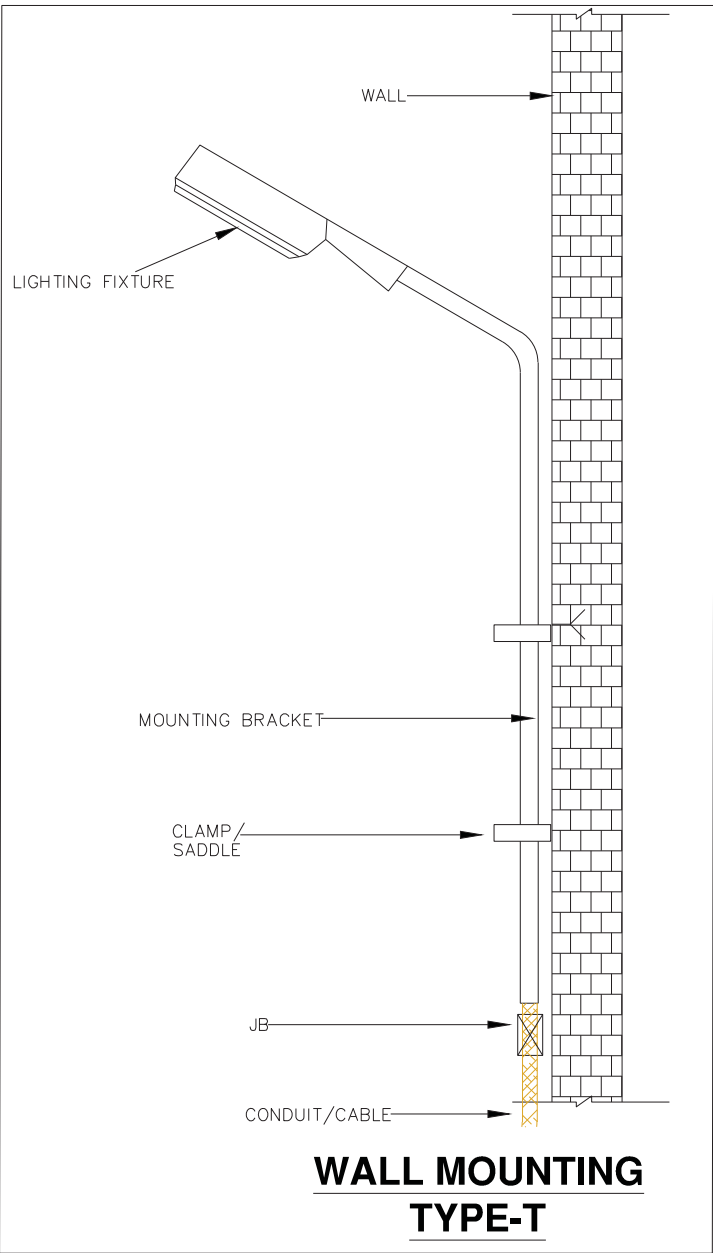 WALL
LIGHTING FIXTURE
MOUNTING BRACKET
CLAMP/
SADDLE
JB
CONDUIT/CABLE
WALL MOUNTING
TYPE-T